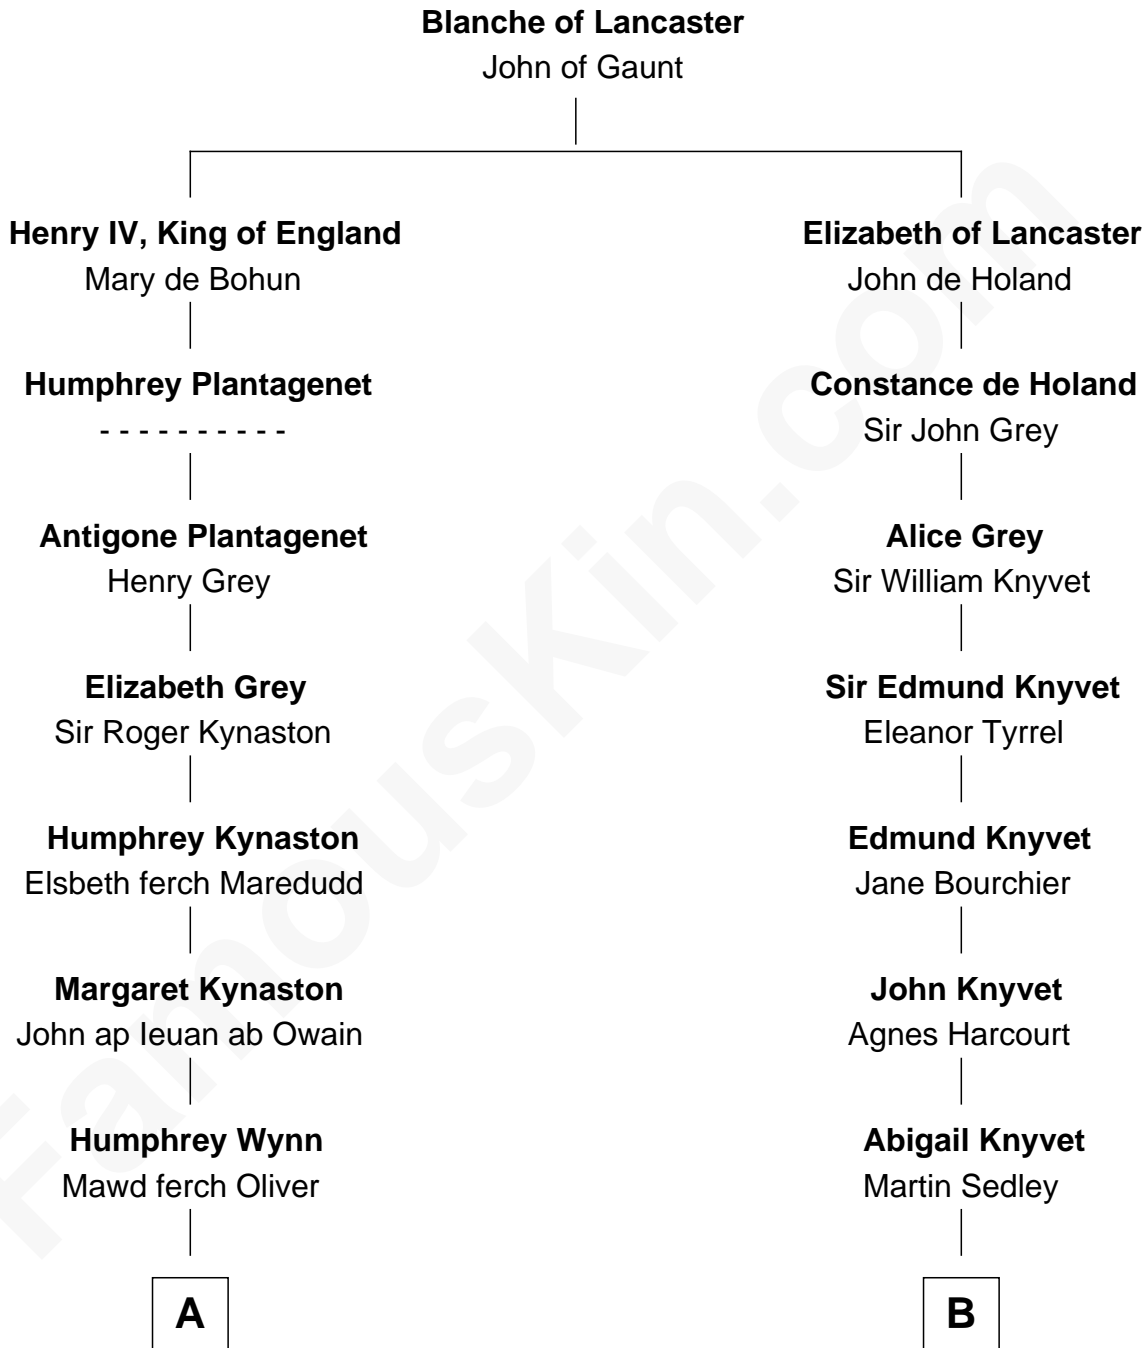 Blanche of Lancaster
John of Gaunt
Henry IV, King of England
Mary de Bohun
Elizabeth of Lancaster
John de Holand
Humphrey Plantagenet
- - - - - - - - - -
Constance de Holand
Sir John Grey
Antigone Plantagenet
Henry Grey
Alice Grey
Sir William Knyvet
Elizabeth Grey
Sir Roger Kynaston
Sir Edmund Knyvet
Eleanor Tyrrel
Humphrey Kynaston
Elsbeth ferch Maredudd
Edmund Knyvet
Jane Bourchier
Margaret Kynaston
John ap Ieuan ab Owain
John Knyvet
Agnes Harcourt
Humphrey Wynn
Mawd ferch Oliver
Abigail Knyvet
Martin Sedley
A
B
FamousKin.com